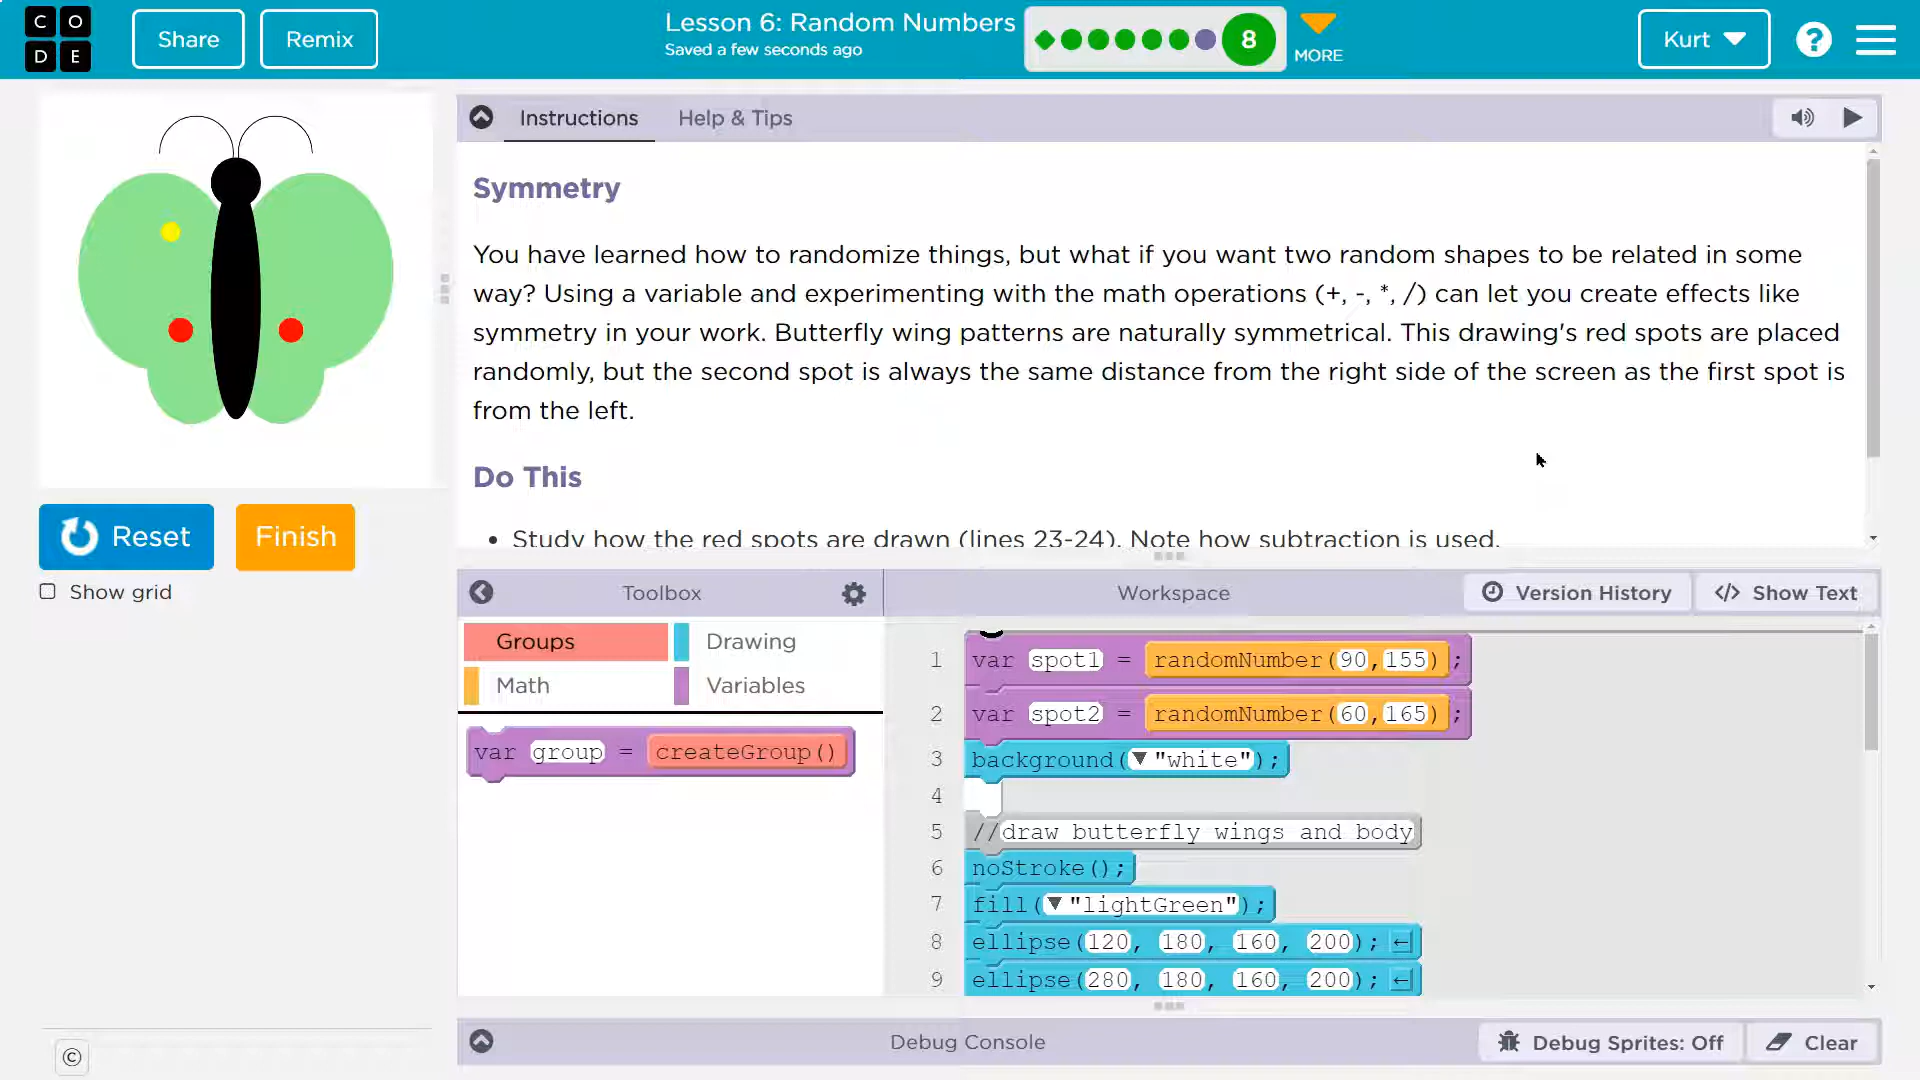 CODE
Share
Remix
Lesson 6: Random Numbers
Saved a few seconds ago
8
MORE
Kurt
?
Instructions
Help & Tips
Symmetry
You have learned how to randomize things, but what if you want two random shapes to be related in some
way? Using a variable and experimenting with the math operations (+, -, *, /) can let you create effects like
symmetry in your work. Butterfly wing patterns are naturally symmetrical. This drawing's red spots are placed
randomly, but the second spot is always the same distance from the right side of the screen as the first spot is
from the left.
Do This
• Study how the red spots are drawn (lines 23-24). Note how subtraction is used.
Reset
Finish
Show grid
Toolbox
Workspace
Version History
</> Show Text
Groups
Drawing
Math
Variables
var group = createGroup()
1 var spot1 = randomNumber(90,155);
2 var spot2 = randomNumber(60,165);
3 background(▼"white");
4
5 //draw butterfly wings and body
6 noStroke();
7 fill(▼"lightGreen");
8 ellipse(120, 180, 160, 200); ←
9 ellipse(280, 180, 160, 200); ←
©
Debug Console
Debug Sprites: Off
Clear